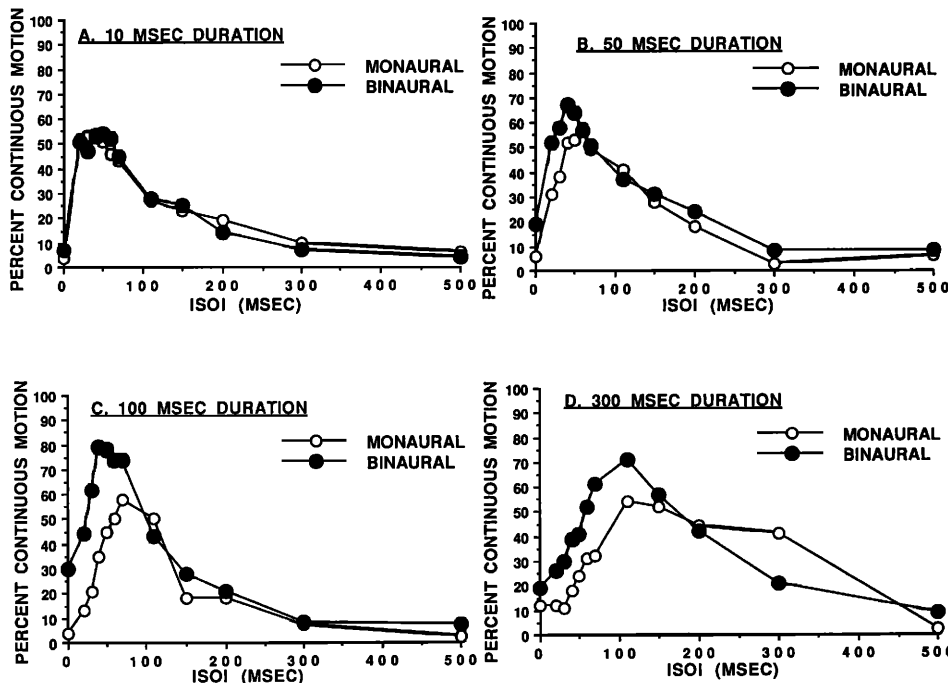 A. 10 MSEC DURATION
MONAURAL
BINAURAL
PERCENT CONTINUOUS MOTION
100
90
80
70
60
50
40
30
20
10
0
0 100 200 300 400 500
ISOI (MSEC)
B. 50 MSEC DURATION
MONAURAL
BINAURAL
PERCENT CONTINUOUS MOTION
100
90
80
70
60
50
40
30
20
10
0
0 100 200 300 400 500
ISOI (MSEC)
C. 100 MSEC DURATION
MONAURAL
BINAURAL
PERCENT CONTINUOUS MOTION
100
90
80
70
60
50
40
30
20
10
0
0 100 200 300 400 500
ISOI (MSEC)
D. 300 MSEC DURATION
MONAURAL
BINAURAL
PERCENT CONTINUOUS MOTION
100
90
80
70
60
50
40
30
20
10
0
0 100 200 300 400 500
ISOI (MSEC)